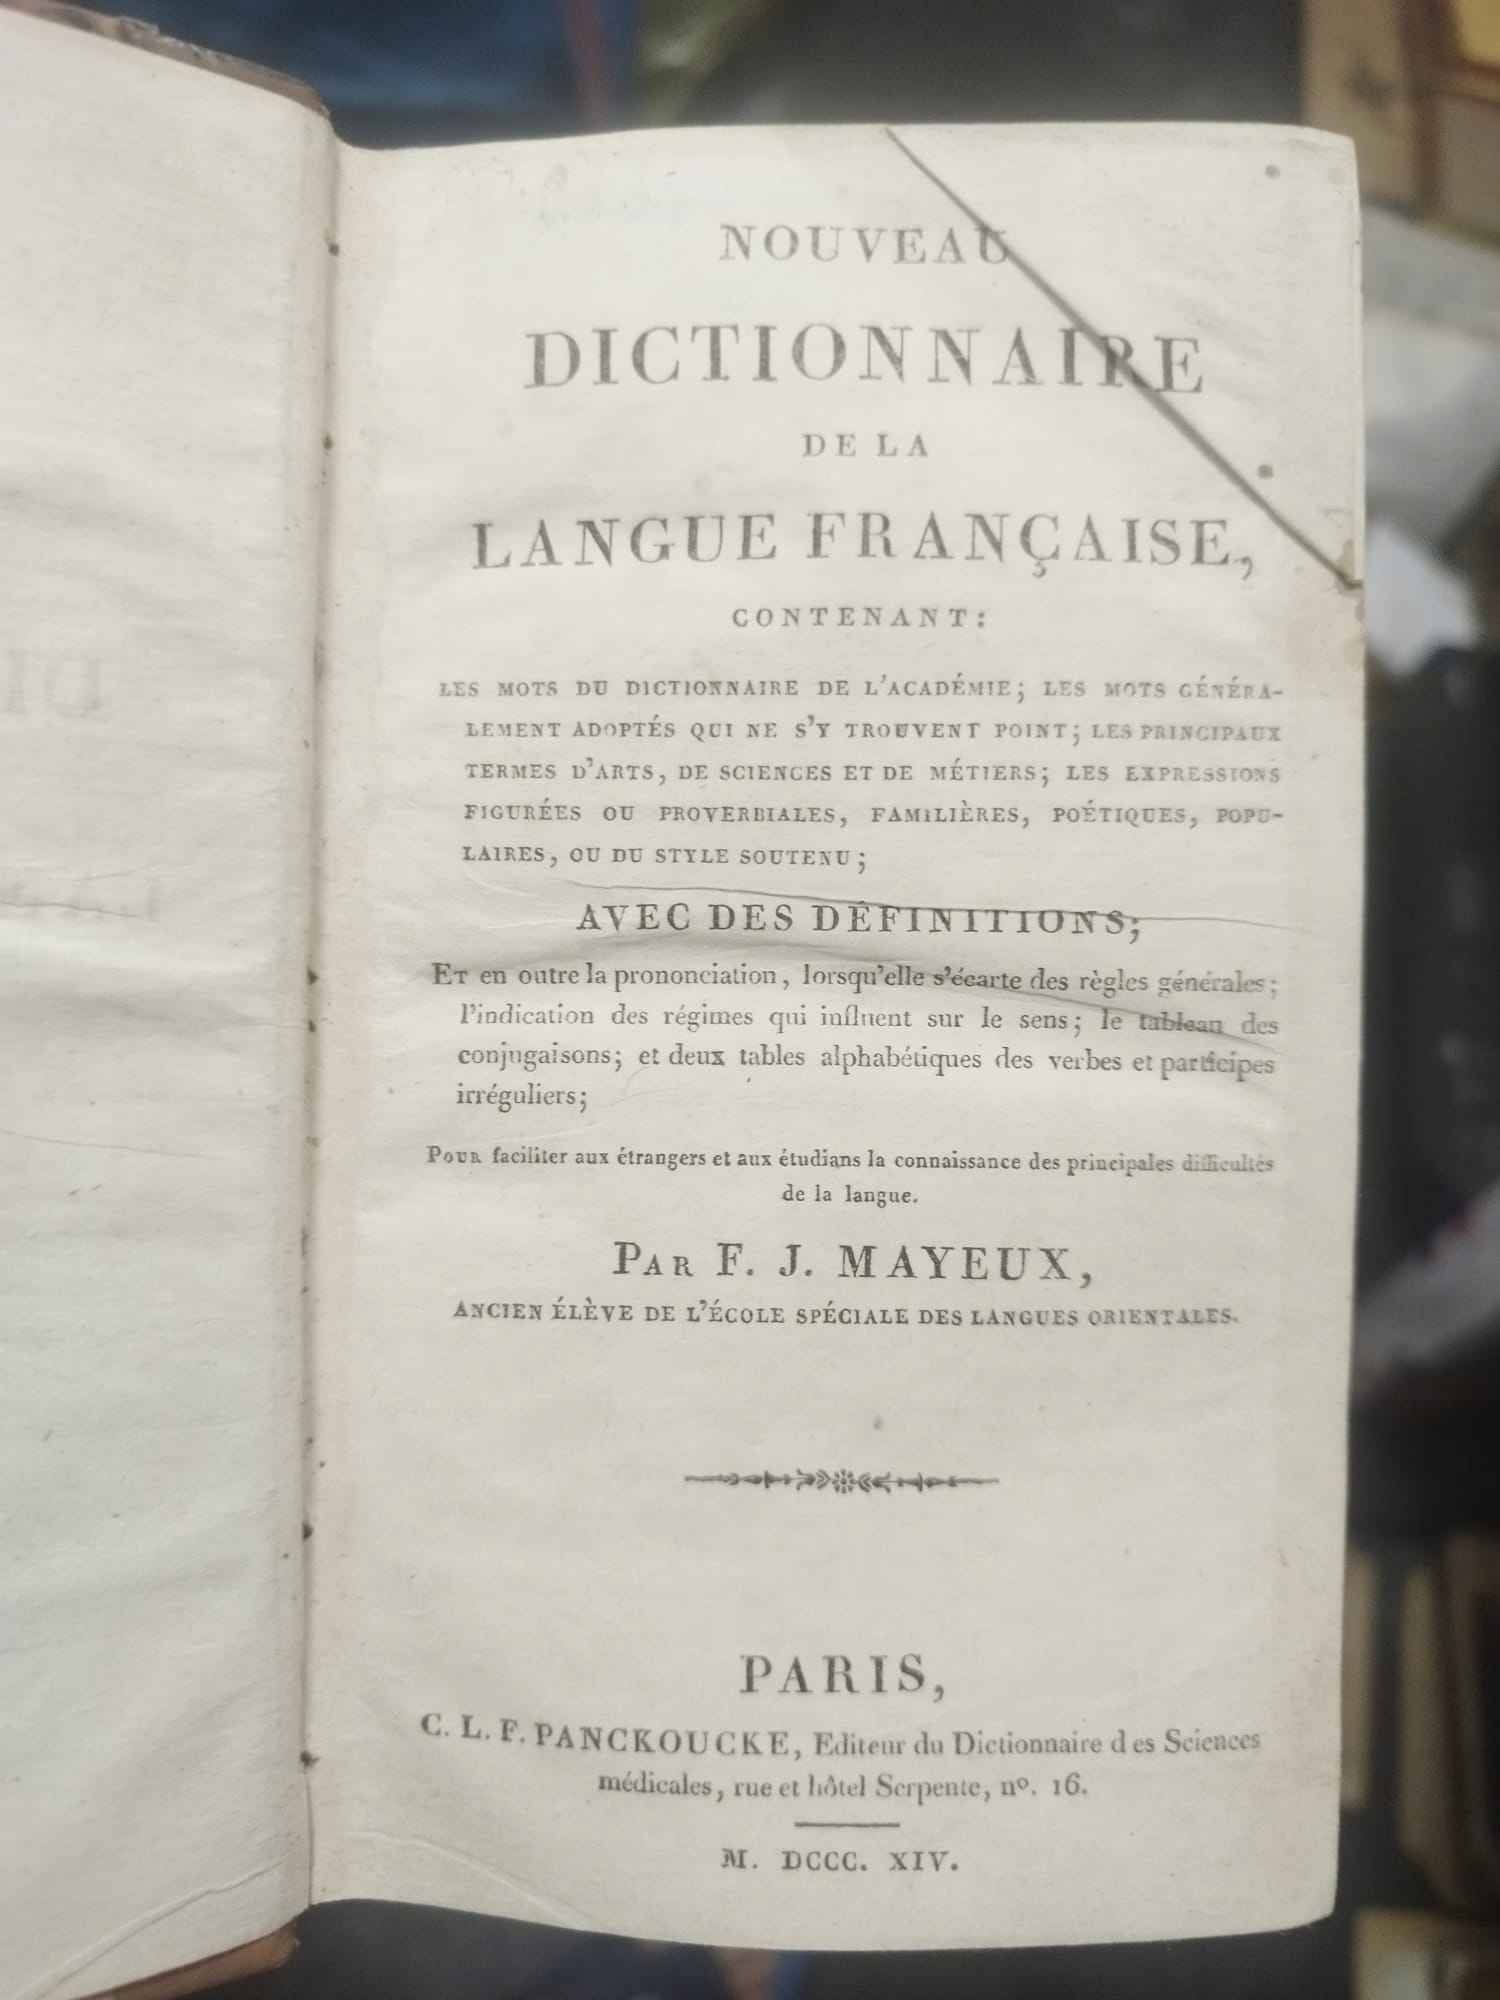 NOUVEAU
DICTIONNAIRE
DE LA
LANGUE FRANÇAISE,
CONTENANT:
LES MOTS DU DICTIONNAIRE DE L'ACADÉMIE; LES MOTS GÉNÉRA-
LEMENT ADOPTÉS QUI NE S'Y TROUVENT POINT; LES PRINCIPAUX
TERMES D'ARTS, DE SCIENCES ET DE MÉTIERS; LES EXPRESSIONS
FIGURÉES OU PROVERBIALES, FAMILIÈRES, POÉTIQUES, POPU-
LAIRES, OU DU STYLE SOUTENU;
AVEC DES DÉFINITIONS;
ET en outre la prononciation, lorsqu'elle s'écarte des règles générales;
l'indication des régimes qui influent sur le sens; le tableau des
conjugaisons; et deux tables alphabétiques des verbes et participes
irréguliers;
POUR faciliter aux étrangers et aux étudians la connaissance des principales difficultés
de la langue.
PAR F. J. MAYEUX,
ANCIEN ÉLÈVE DE L'ÉCOLE SPÉCIALE DES LANGUES ORIENTALES.
PARIS,
C. L. F. PANCKOUCKE, Editeur du Dictionnaire des Sciences
médicales, rue et hôtel Serpente, nº. 16.
M. DCCC. XIV.